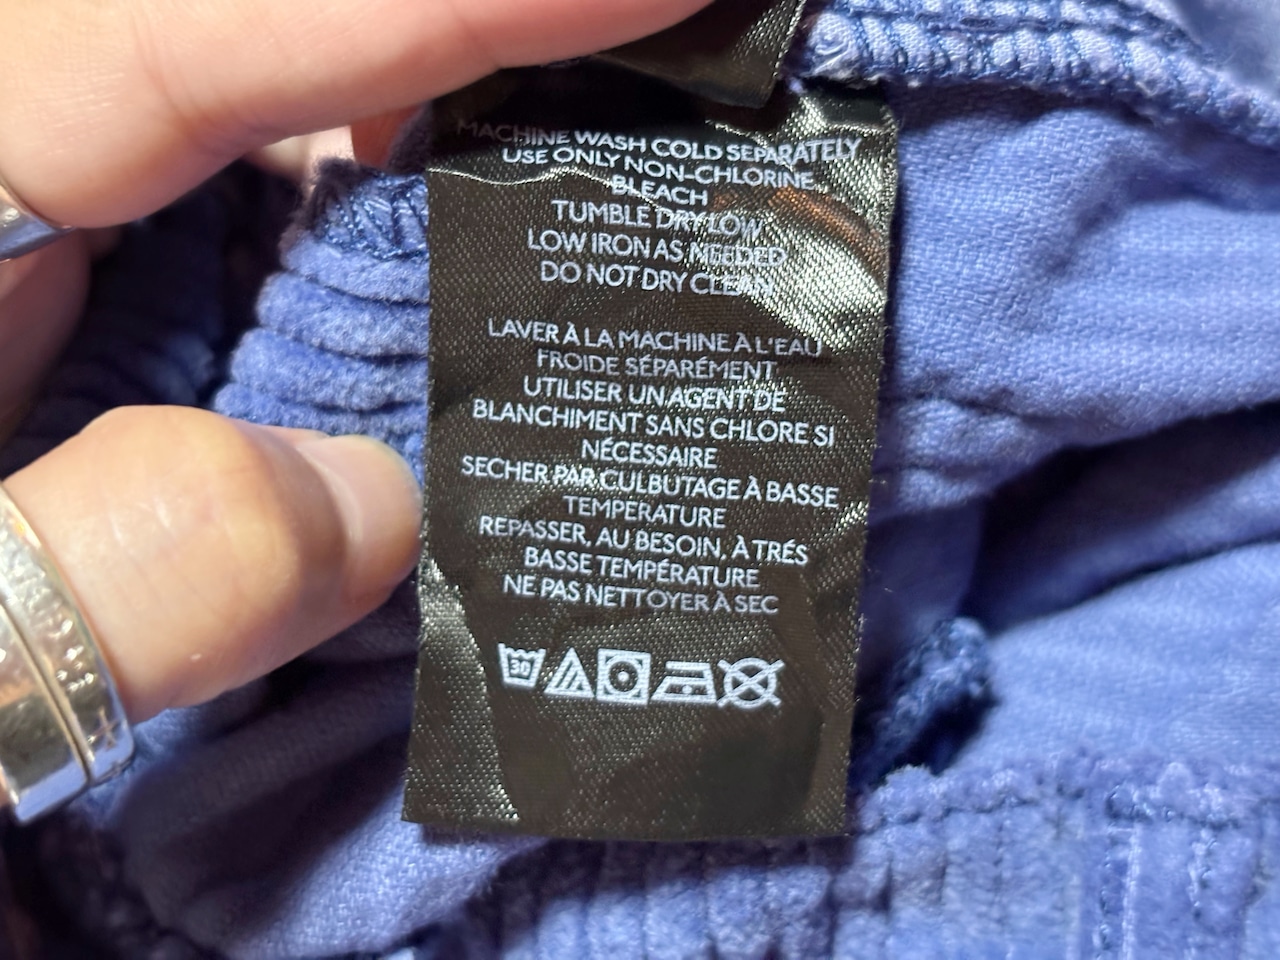 MACHINE WASH COLD SEPARATELY
USE ONLY NON-CHLORINE
BLEACH
TUMBLE DRY LOW
LOW IRON AS NEEDED
DO NOT DRY CLEAN
LAVER À LA MACHINE À L'EAU
FROIDE SÉPARÉMENT
UTILISER UN AGENT DE
BLANCHIMENT SANS CHLORE SI
NÉCESSAIRE
SECHER PAR CULBUTAGE À BASSE
TEMPERATURE
REPASSER, AU BESOIN, À TRÉS
BASSE TEMPÉRATURE
NE PAS NETTOYER À SEC
30